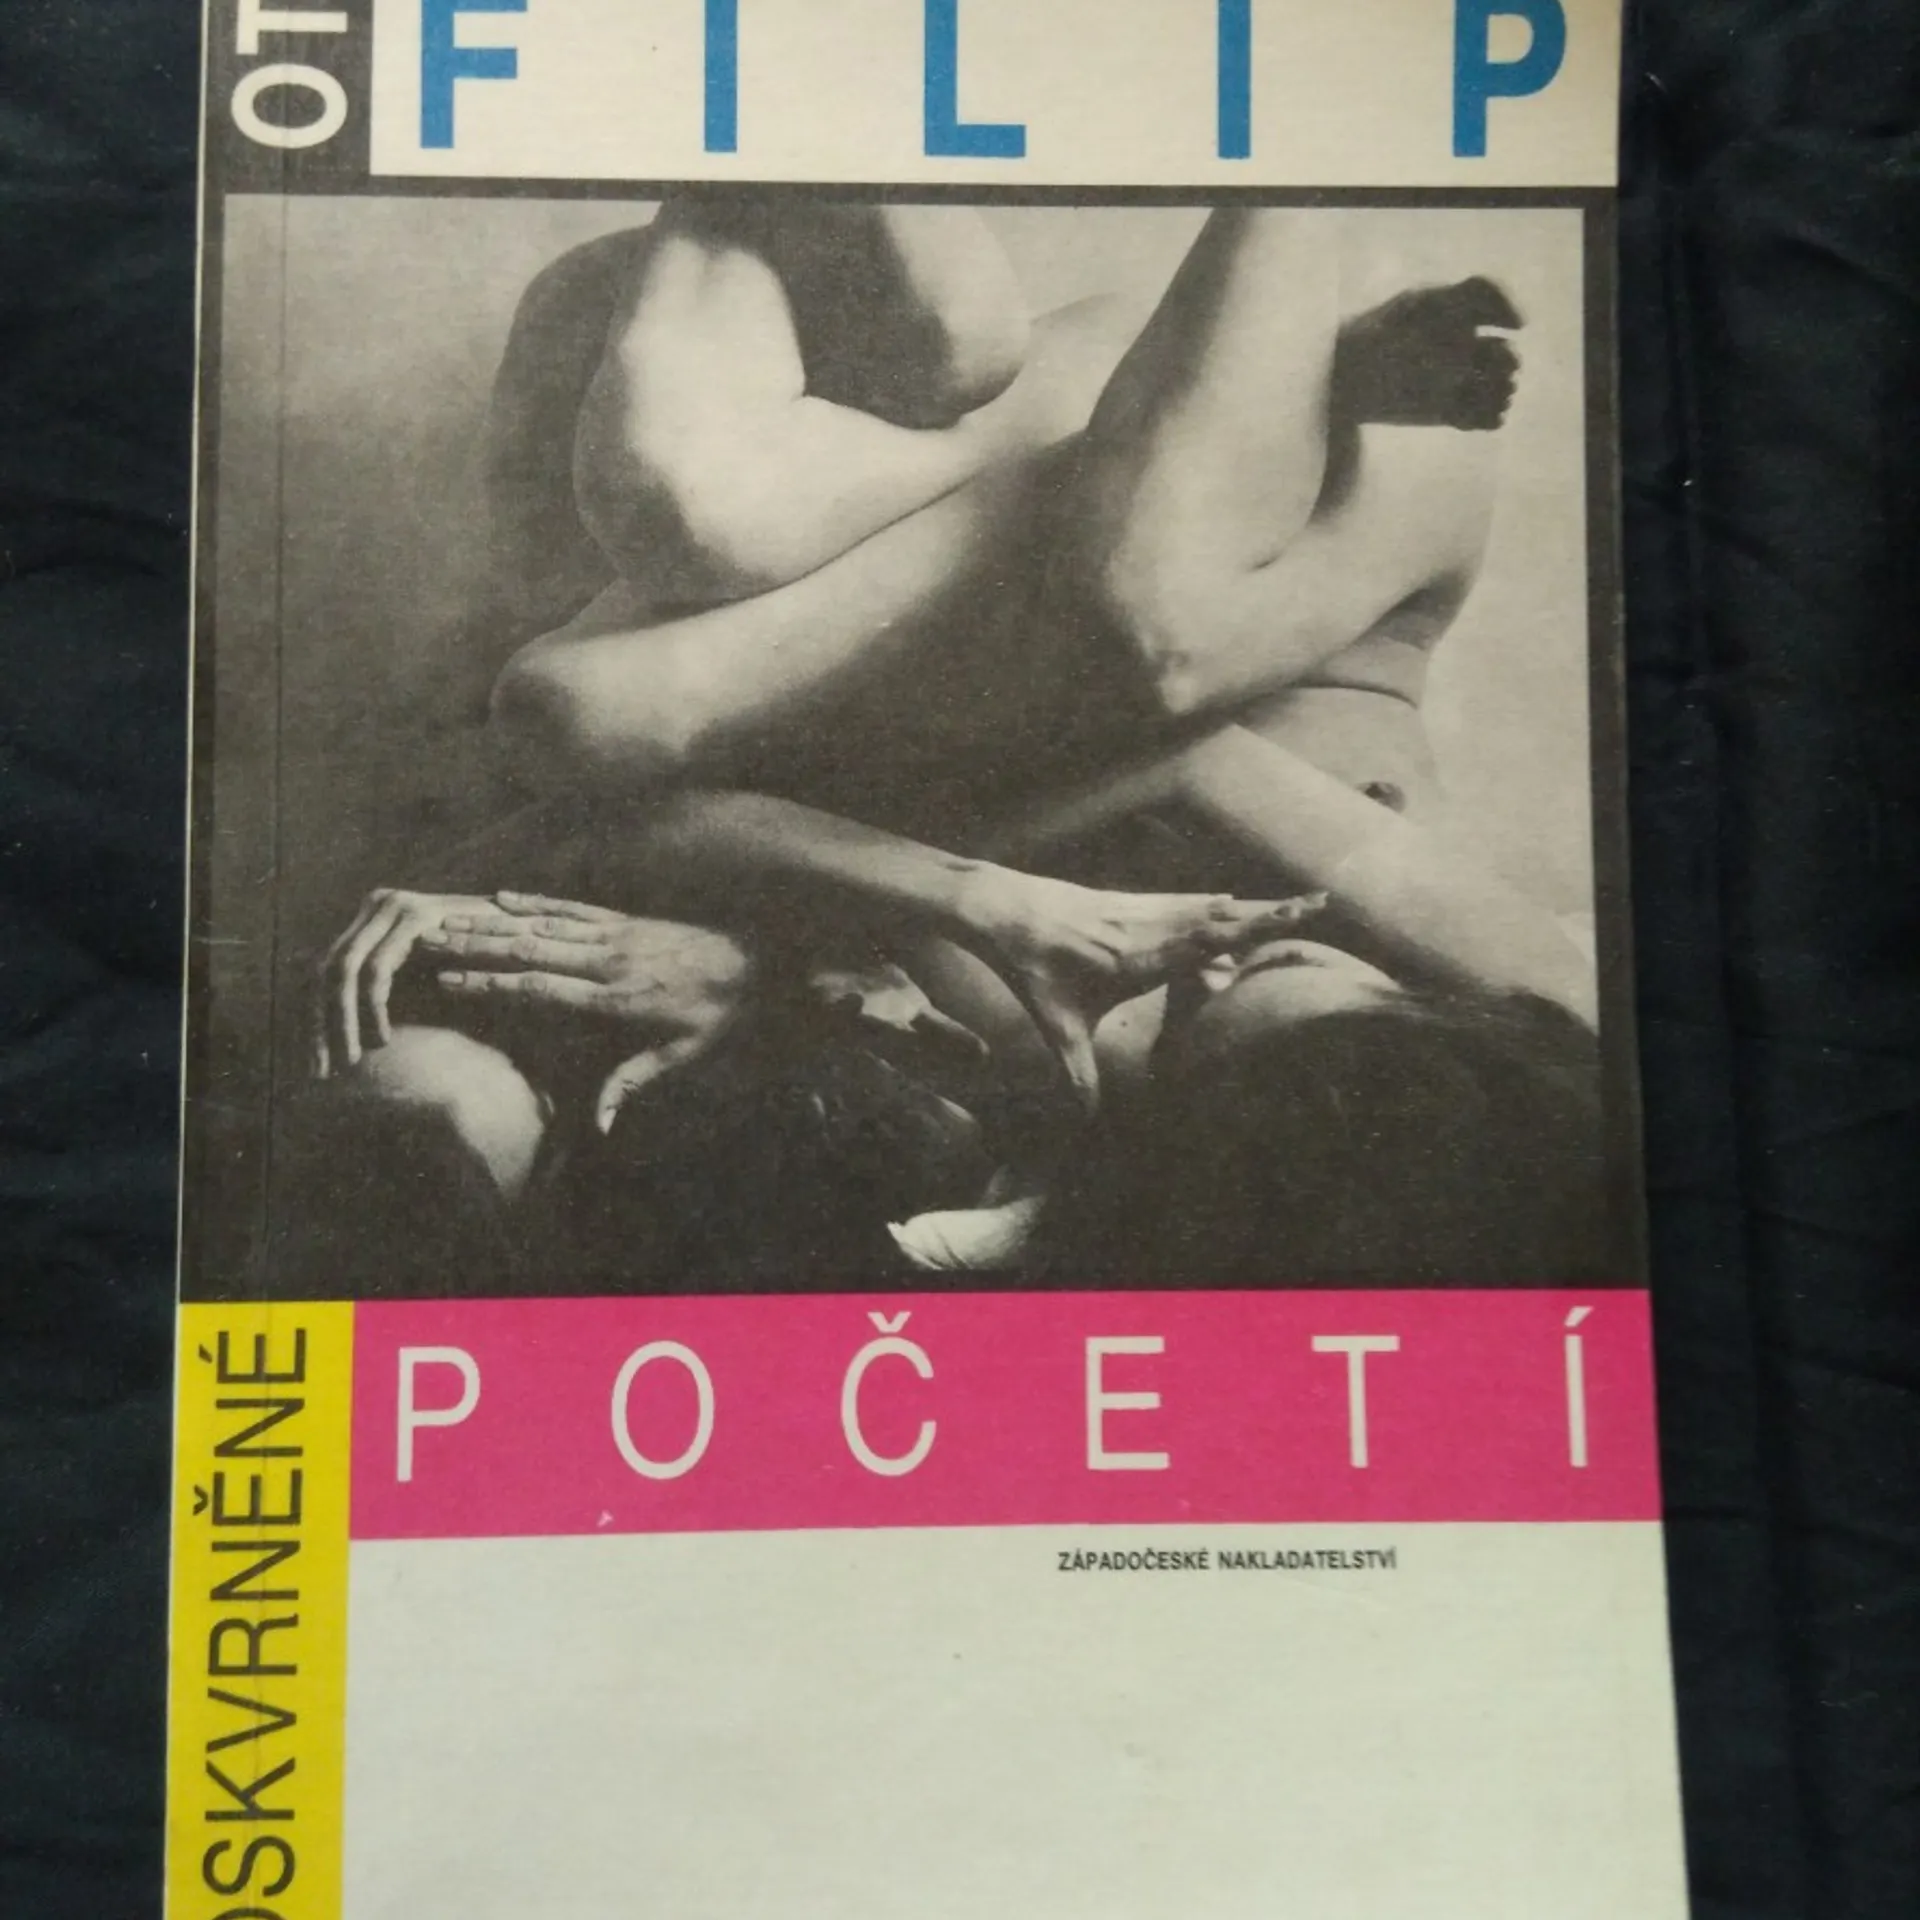 OT
FILIP
OSKVRNĚNÉ
POČETÍ
ZÁPADOČESKÉ NAKLADATELSTVÍ